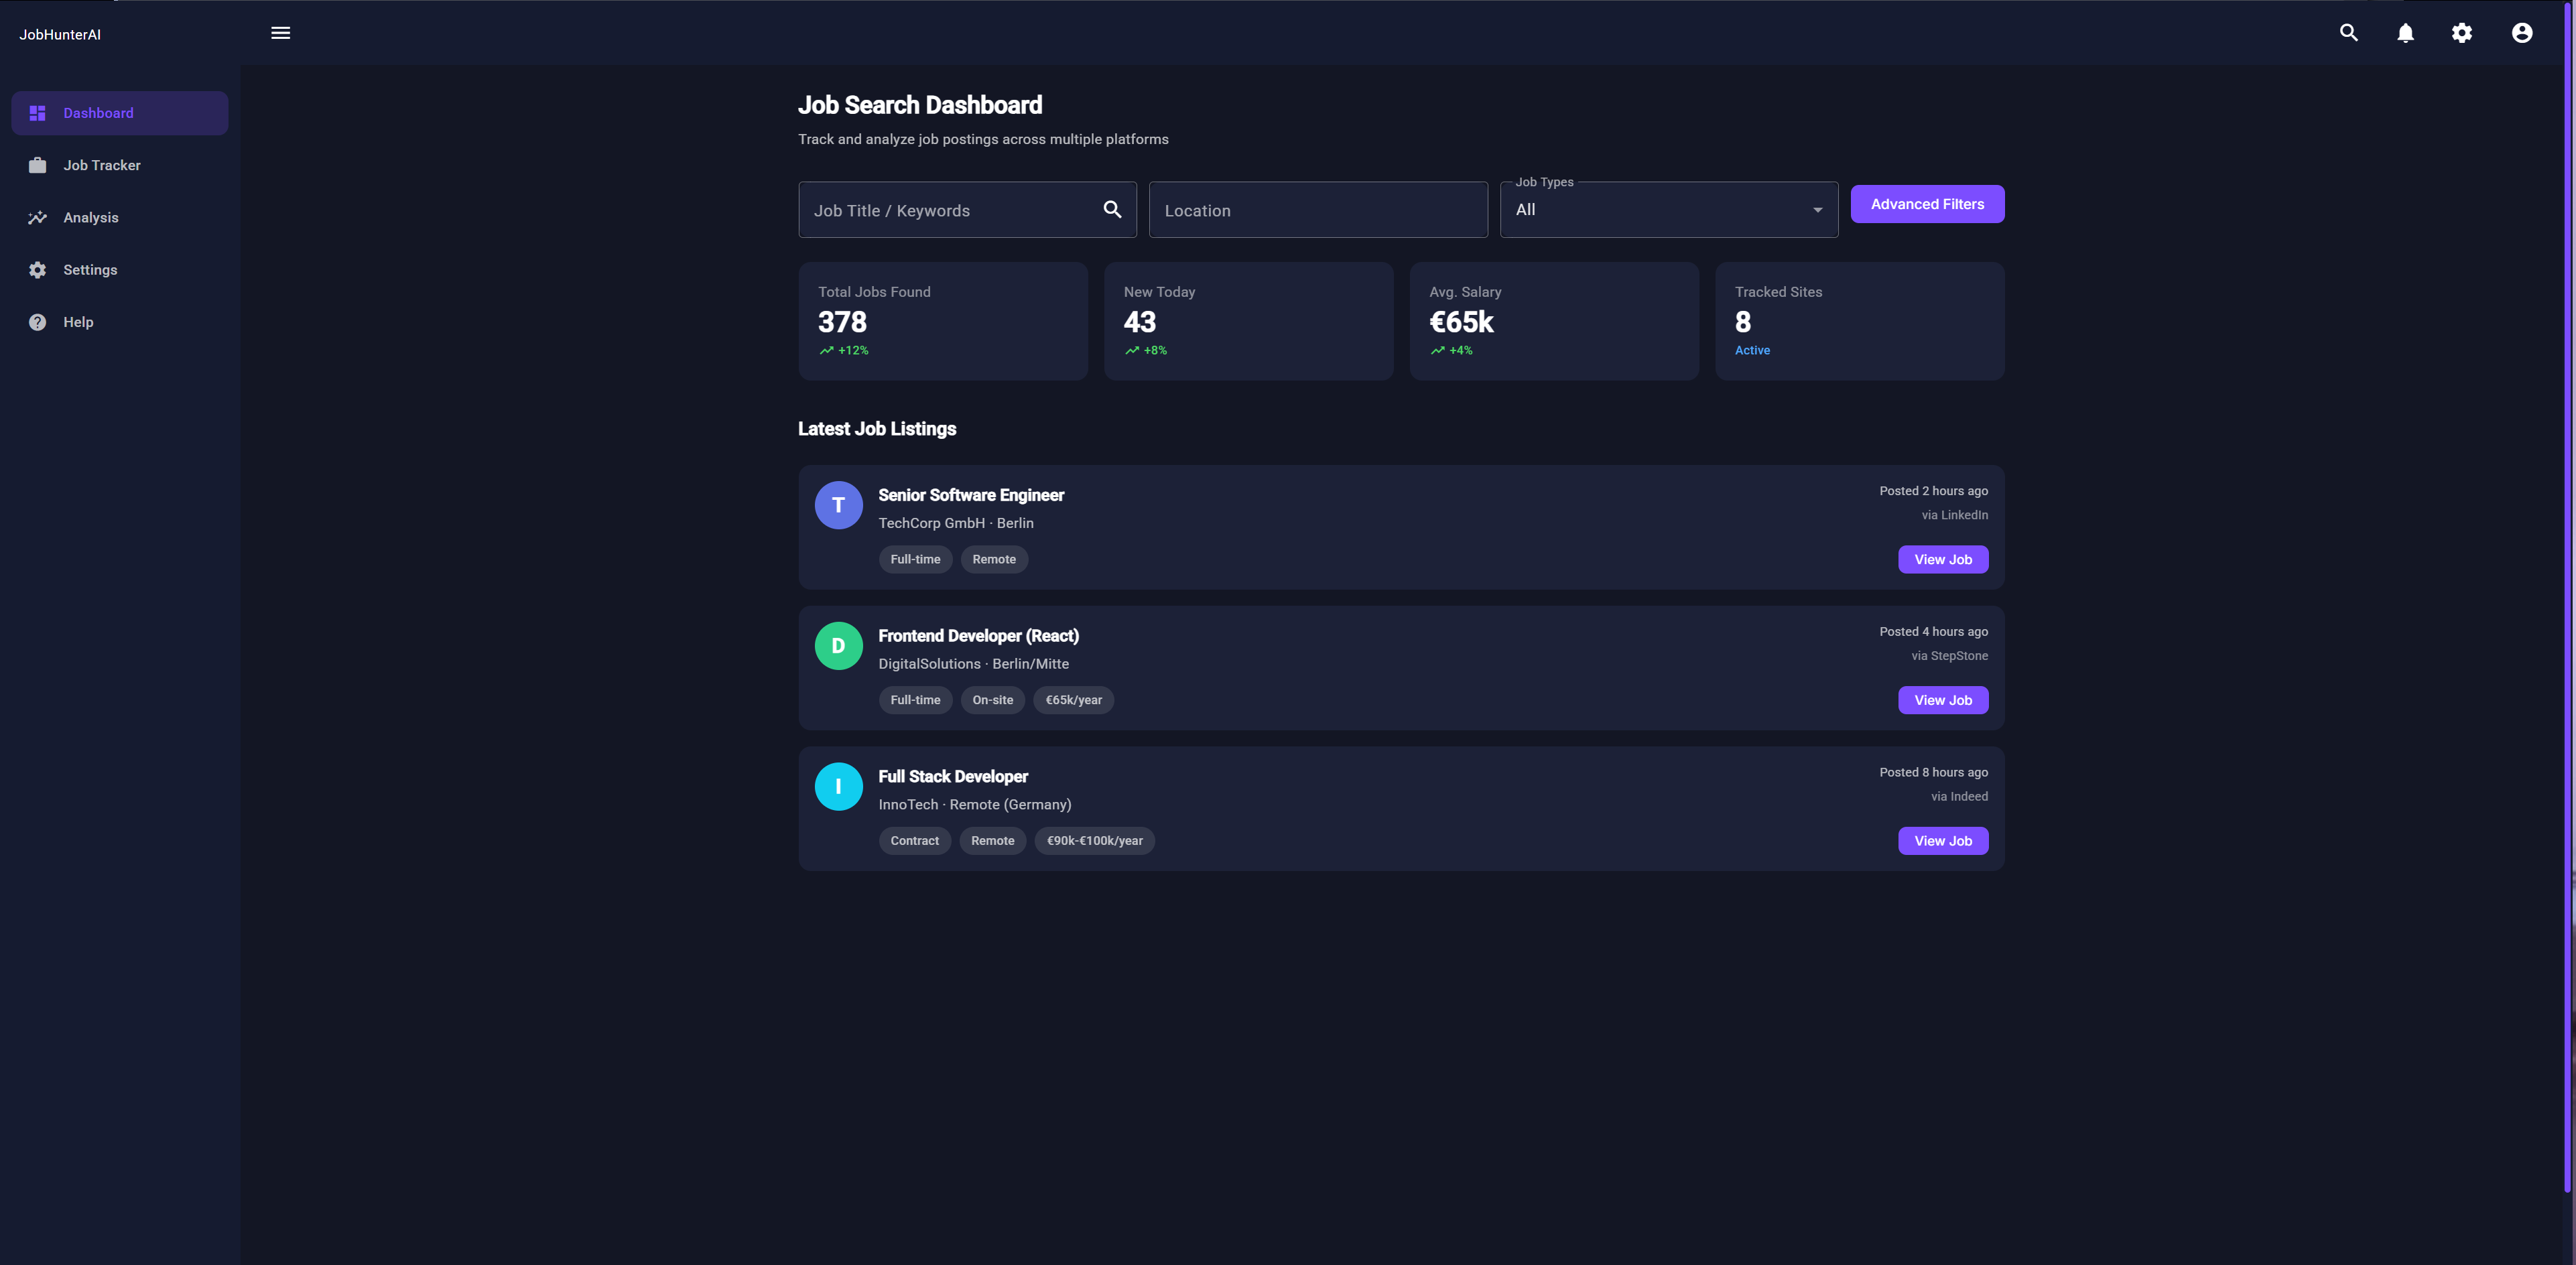 JobHunterAI
Dashboard
Job Tracker
Analysis
Settings
Help
Job Search Dashboard
Track and analyze job postings across multiple platforms
Job Title / Keywords
Location
Job Types
All
Advanced Filters
Total Jobs Found
378
+12%
New Today
43
+8%
Avg. Salary
€65k
+4%
Tracked Sites
8
Active
Latest Job Listings
T
Senior Software Engineer
TechCorp GmbH · Berlin
Full-time Remote
Posted 2 hours ago
via LinkedIn
View Job
D
Frontend Developer (React)
DigitalSolutions · Berlin/Mitte
Full-time On-site €65k/year
Posted 4 hours ago
via StepStone
View Job
I
Full Stack Developer
InnoTech · Remote (Germany)
Contract Remote €90k-€100k/year
Posted 8 hours ago
via Indeed
View Job